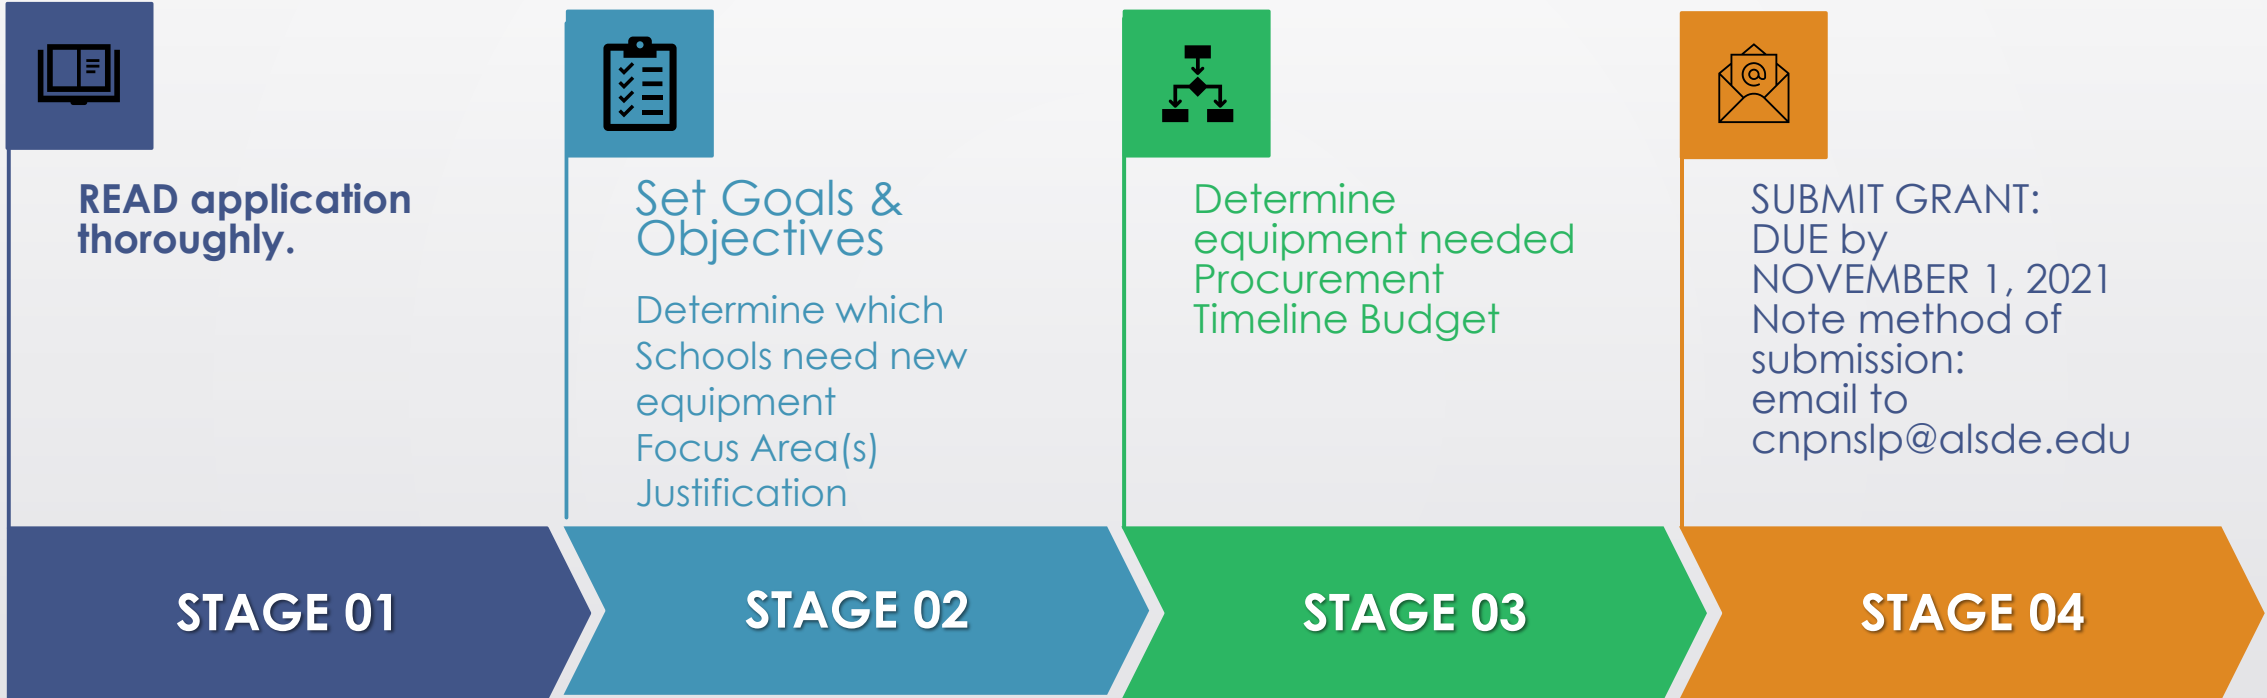 READ application
thoroughly.
Set Goals &
Objectives
Determine which
Schools need new
equipment
Focus Area(s)
Justification
Determine
equipment needed
Procurement
Timeline Budget
SUBMIT GRANT:
DUE by
NOVEMBER 1, 2021
Note method of
submission:
email to
cnpnslp@alsde.edu
STAGE 01
STAGE 02
STAGE 03
STAGE 04